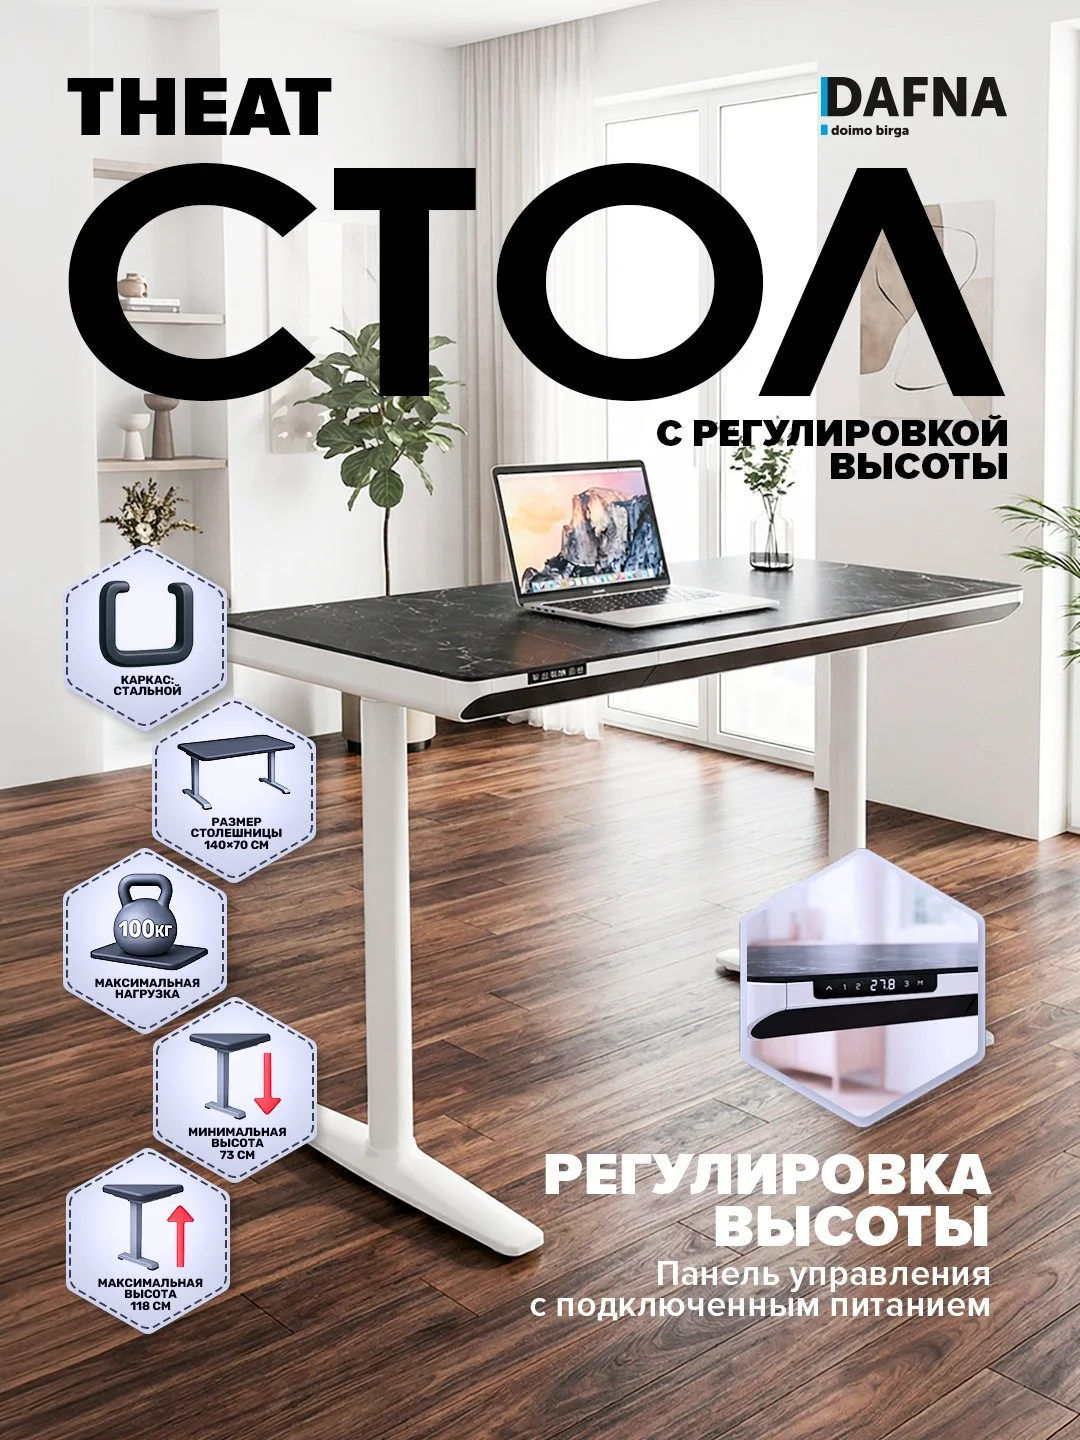 THEAT
DAFNA
doimo birga
СТОЛ
С РЕГУЛИРОВКОЙ
ВЫСОТЫ
КАРКАС:
СТАЛЬНОЙ
РАЗМЕР
СТОЛЕШНИЦЫ
140×70 СМ
100КГ
МАКСИМАЛЬНАЯ
НАГРУЗКА
1 2 27.8 3 M
МИНИМАЛЬНАЯ
ВЫСОТА
73 СМ
МАКСИМАЛЬНАЯ
ВЫСОТА
118 СМ
РЕГУЛИРОВКА
ВЫСОТЫ
Панель управления
с подключенным питанием